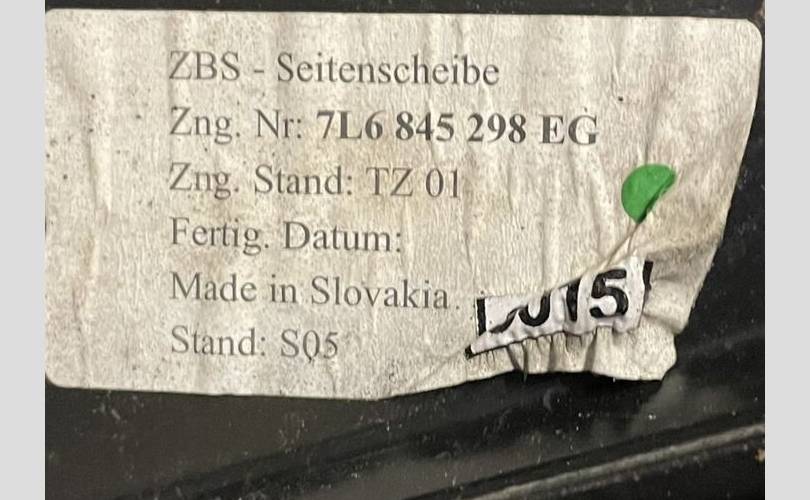 ZBS - Seitenscheibe
Zng. Nr: 7L6 845 298 EG
Zng. Stand: TZ 01
Fertig. Datum:
Made in Slovakia.
Stand: S05